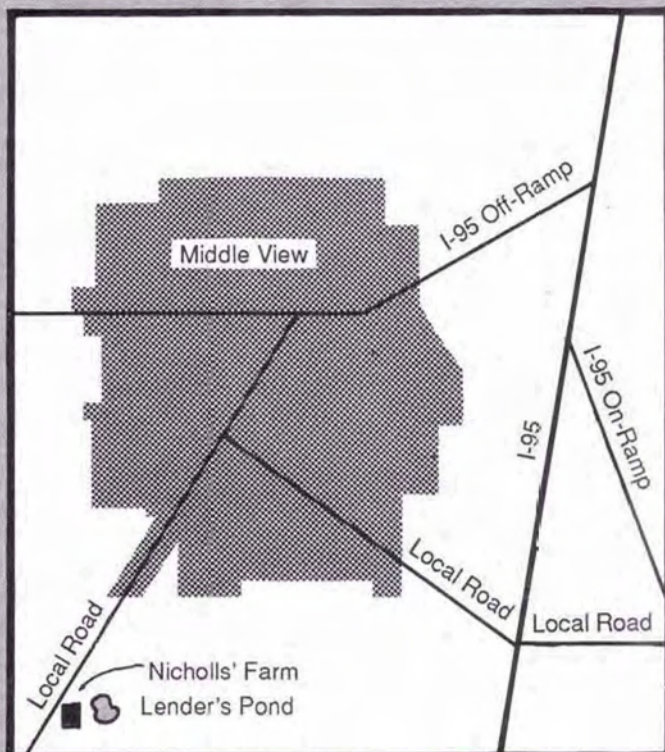 I-95 Off-Ramp
Middle View
I-95 On-Ramp
I-95
Local Road
Local Road
Local Road
Nicholls' Farm
Lender's Pond